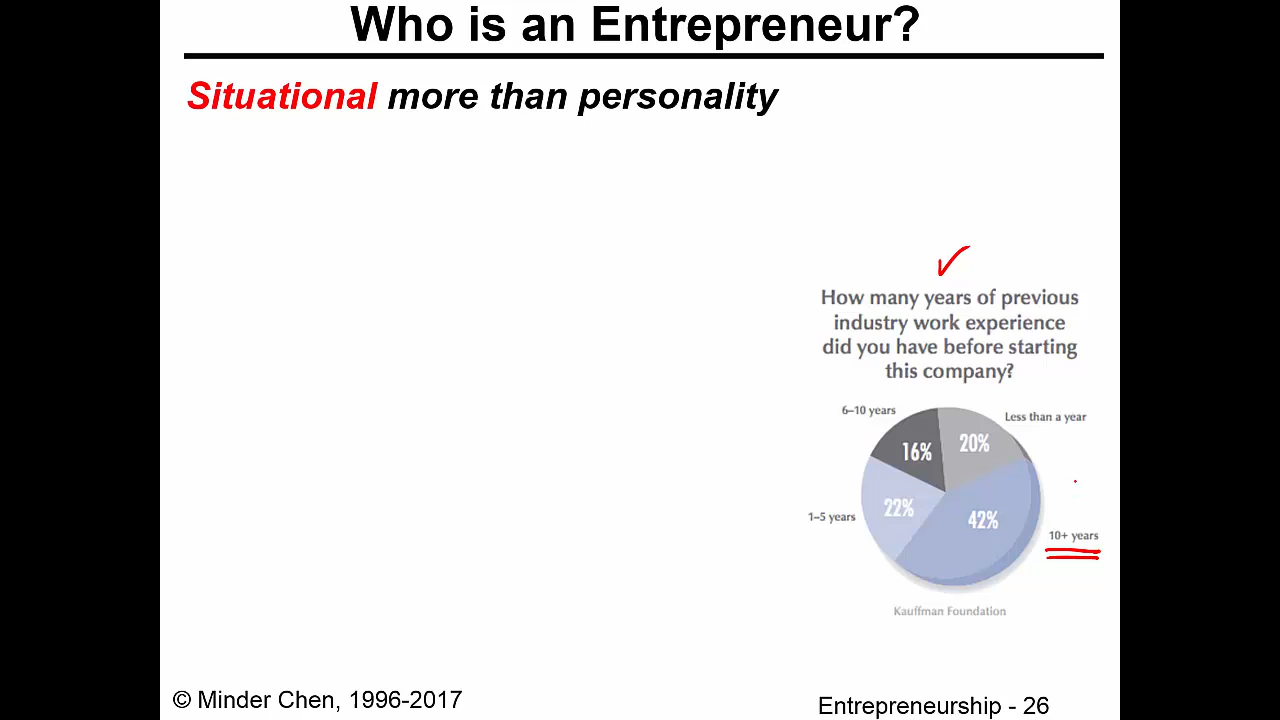 Who is an Entrepreneur?
Situational more than personality
How many years of previous
industry work experience
did you have before starting
this company?
6–10 years
Less than a year
16%
20%
22%
42%
1–5 years
10+ years
Kauffman Foundation
© Minder Chen, 1996-2017
Entrepreneurship - 26